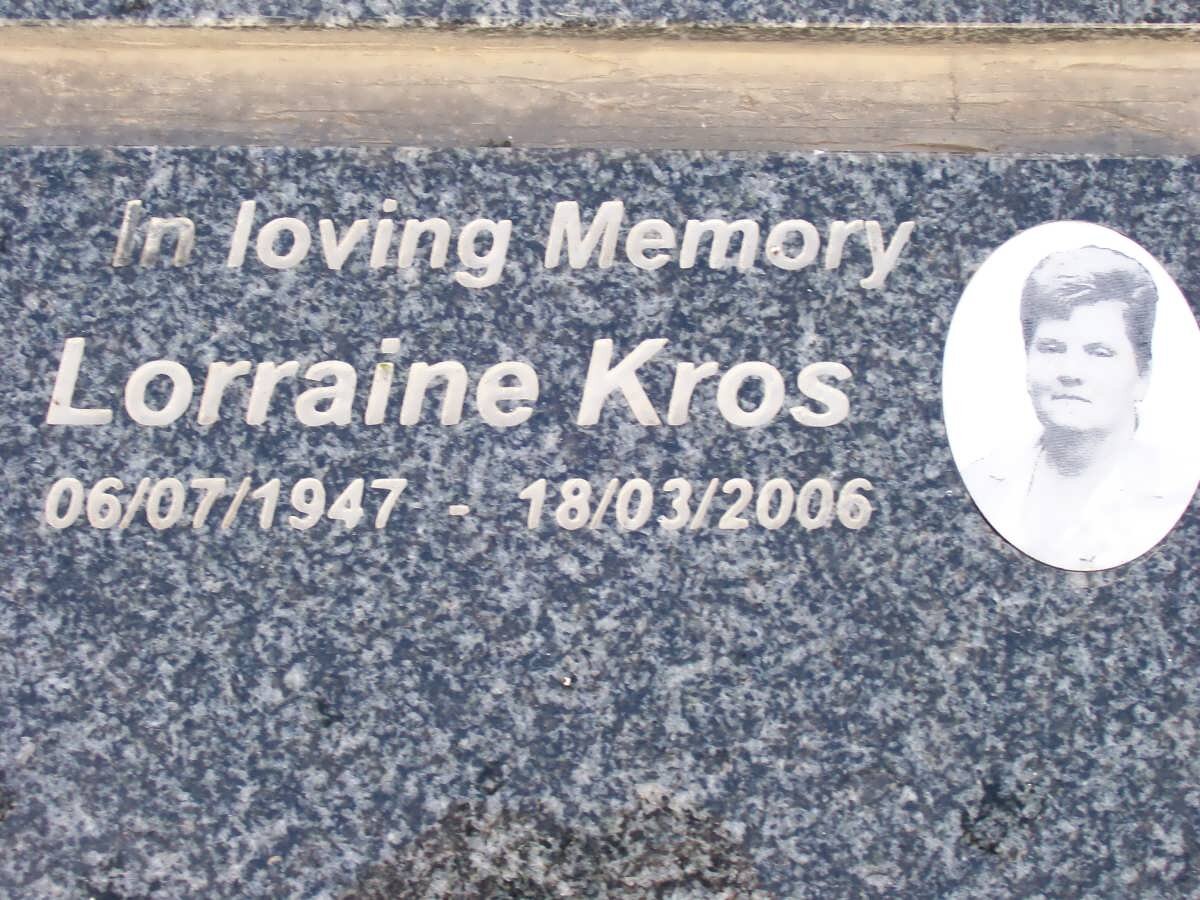 In loving Memory
Lorraine Kros
06/07/1947 - 18/03/2006